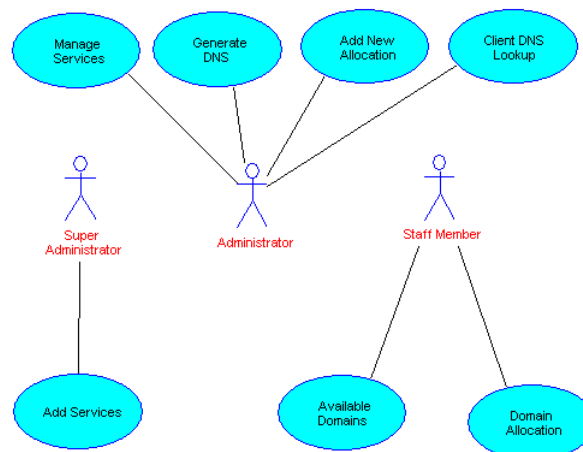 Manage
Services
Generate
DNS
Add New
Allocation
Client DNS
Lookup
Super
Administrator
Administrator
Staff Member
Add Services
Available
Domains
Domain
Allocation